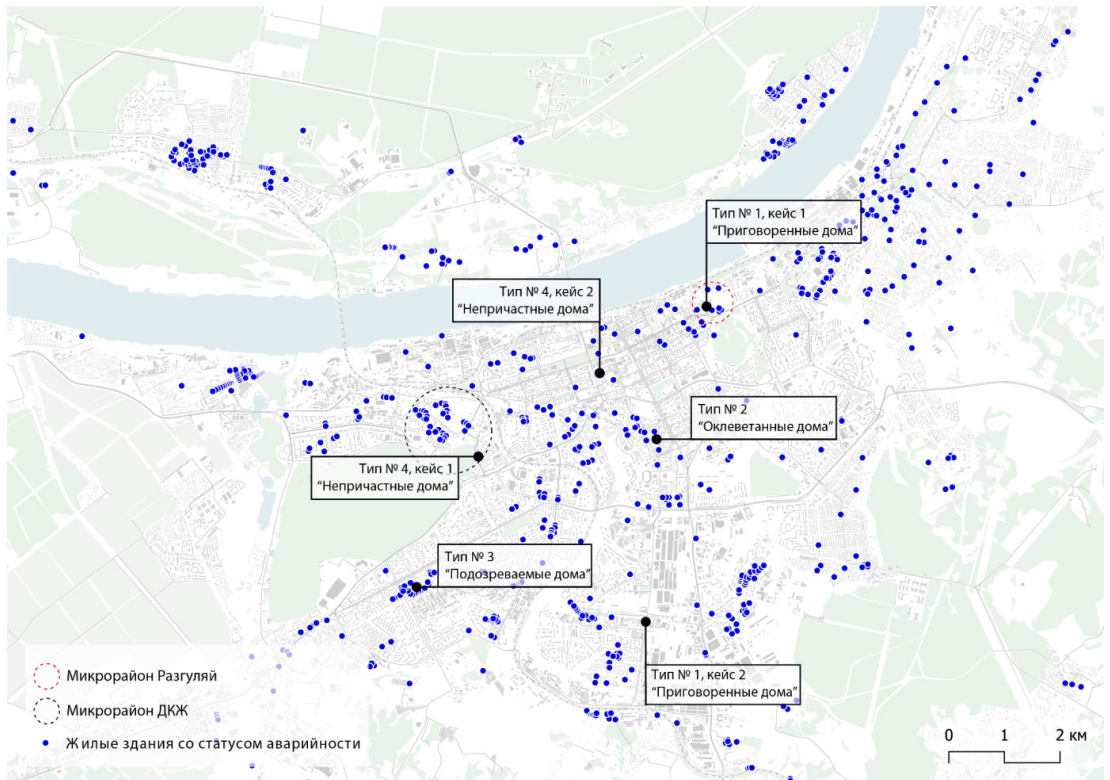 Тип № 1, кейс 1
“Приговоренные дома”
Тип № 4, кейс 2
“Непричастные дома”
Тип № 2
“Оклеветанные дома”
Тип № 4, кейс 1
“Непричастные дома”
Тип № 3
“Подозреваемые дома”
Тип № 1, кейс 2
“Приговоренные дома”
Микрорайон Разгуляй
Микрорайон ДКЖ
Жилые здания со статусом аварийности
0 1 2 км